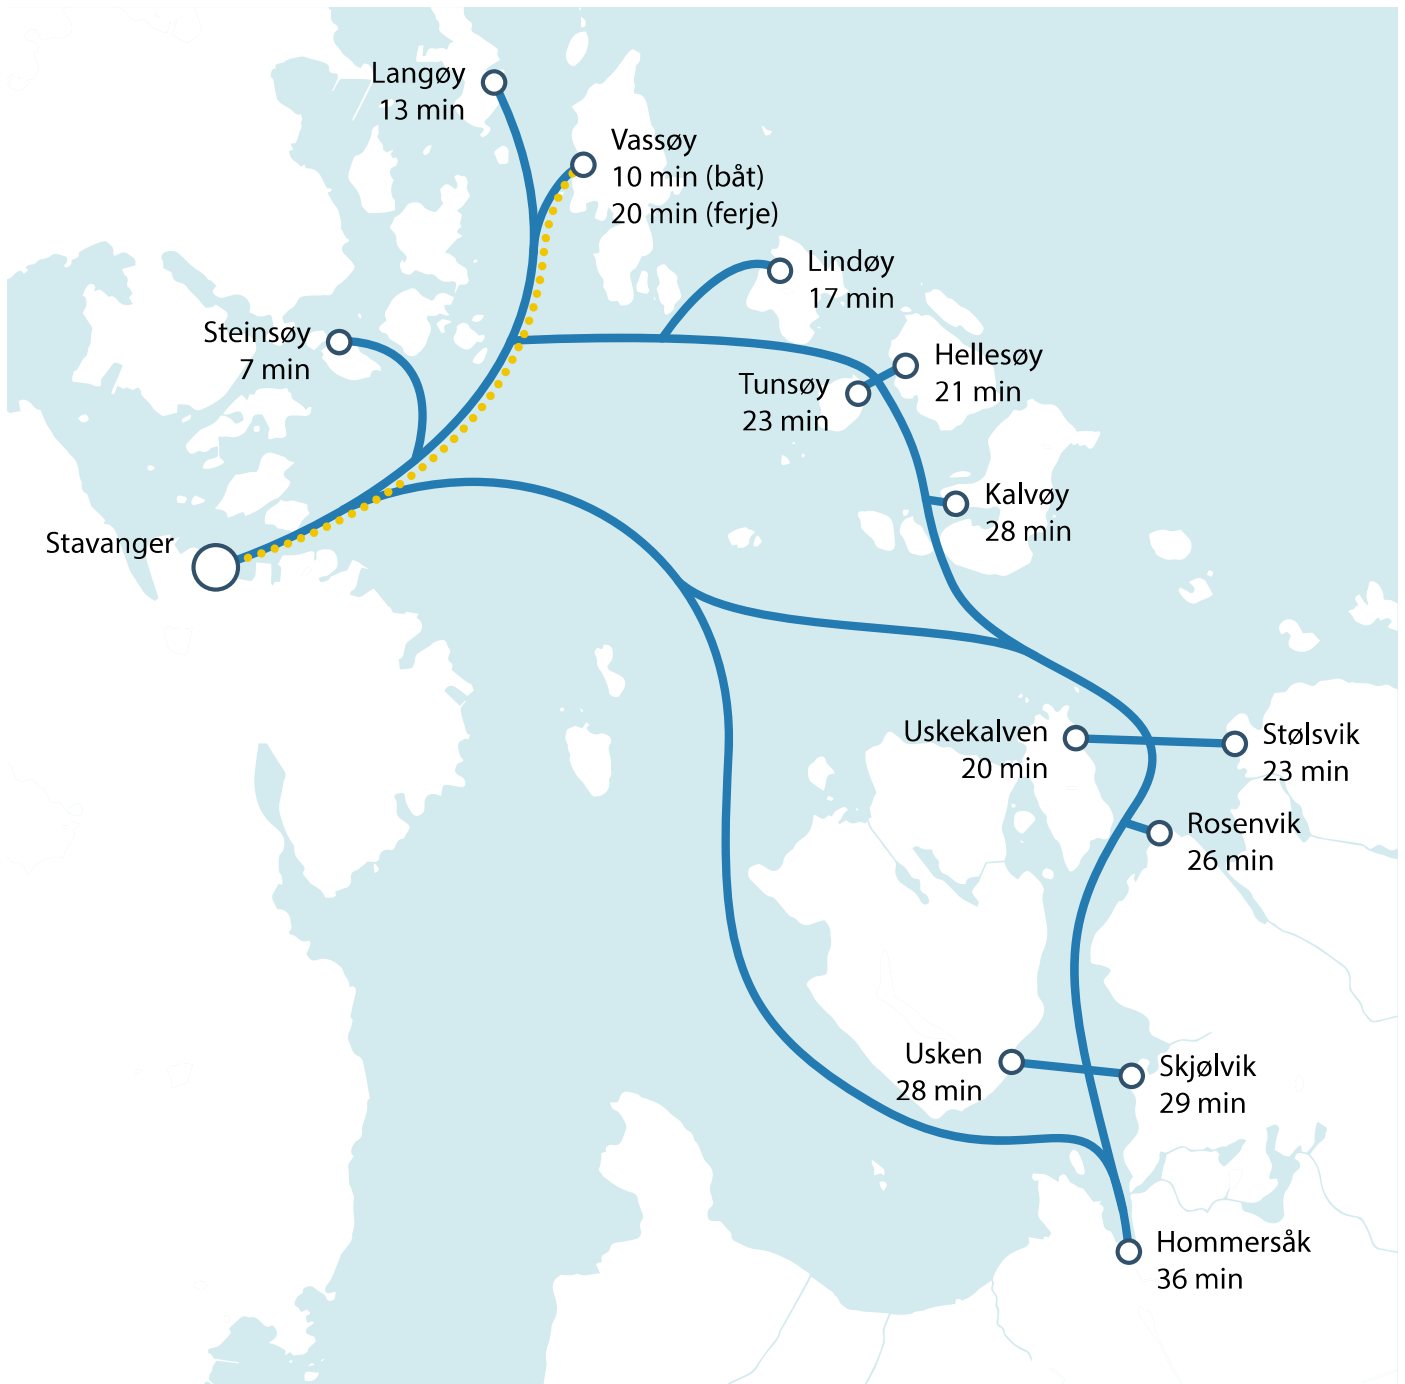 Langøy
13 min
Vassøy
10 min (båt)
20 min (ferje)
Lindøy
17 min
Steinsøy
7 min
Hellesøy
21 min
Tunsøy
23 min
Kalvøy
28 min
Stavanger
Uskekalven
20 min
Stølsvik
23 min
Rosenvik
26 min
Usken
28 min
Skjølvik
29 min
Hommersåk
36 min